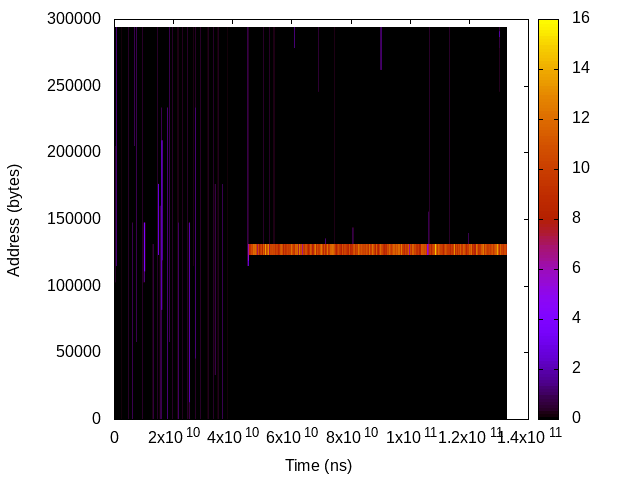 300000
250000
200000
150000
100000
50000
0
Address (bytes)
0
2x10^10
4x10^10
6x10^10
8x10^10
1x10^11
1.2x10^11
1.4x10^11
Time (ns)
16
14
12
10
8
6
4
2
0